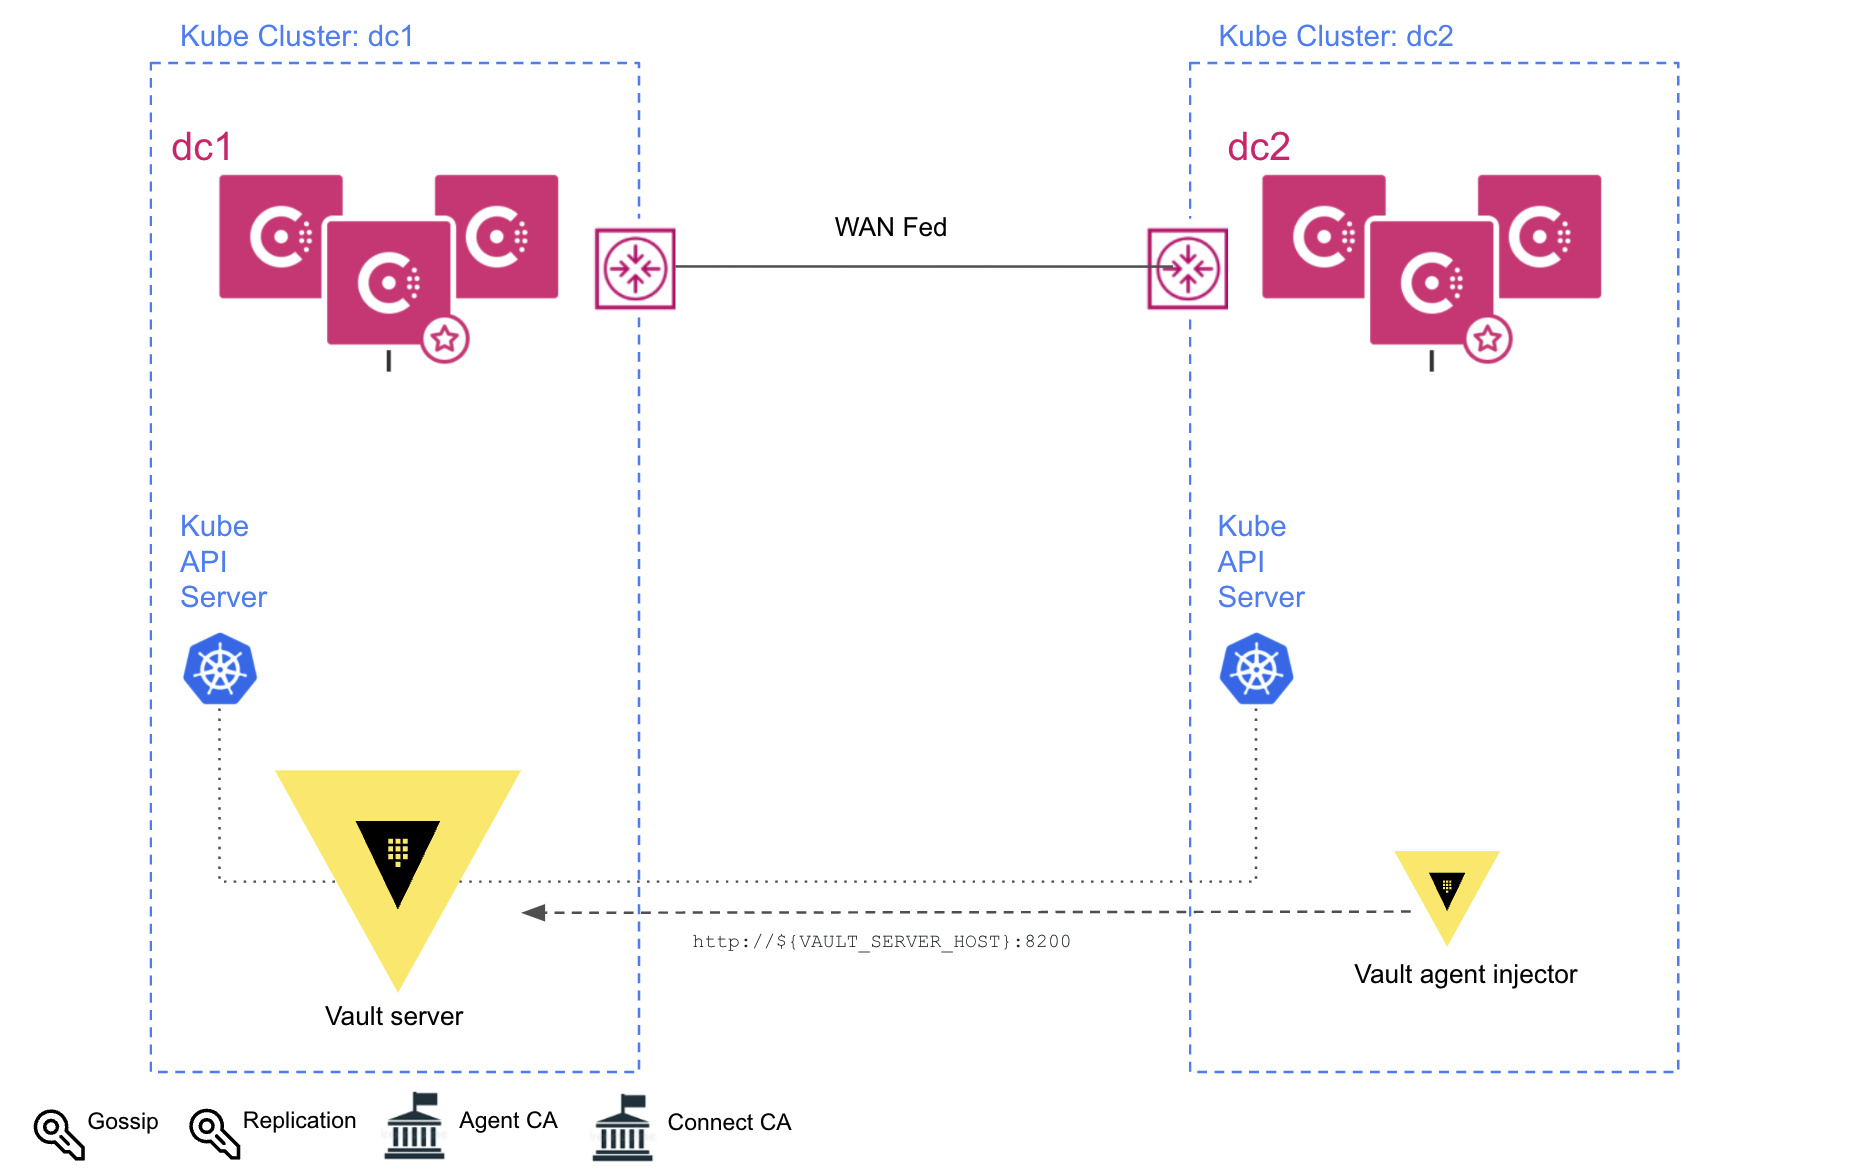 Kube Cluster: dc1
Kube Cluster: dc2
dc1
dc2
WAN Fed
Kube
API
Server
Kube
API
Server
http://${VAULT_SERVER_HOST}:8200
Vault server
Vault agent injector
Gossip
Replication
Agent CA
Connect CA